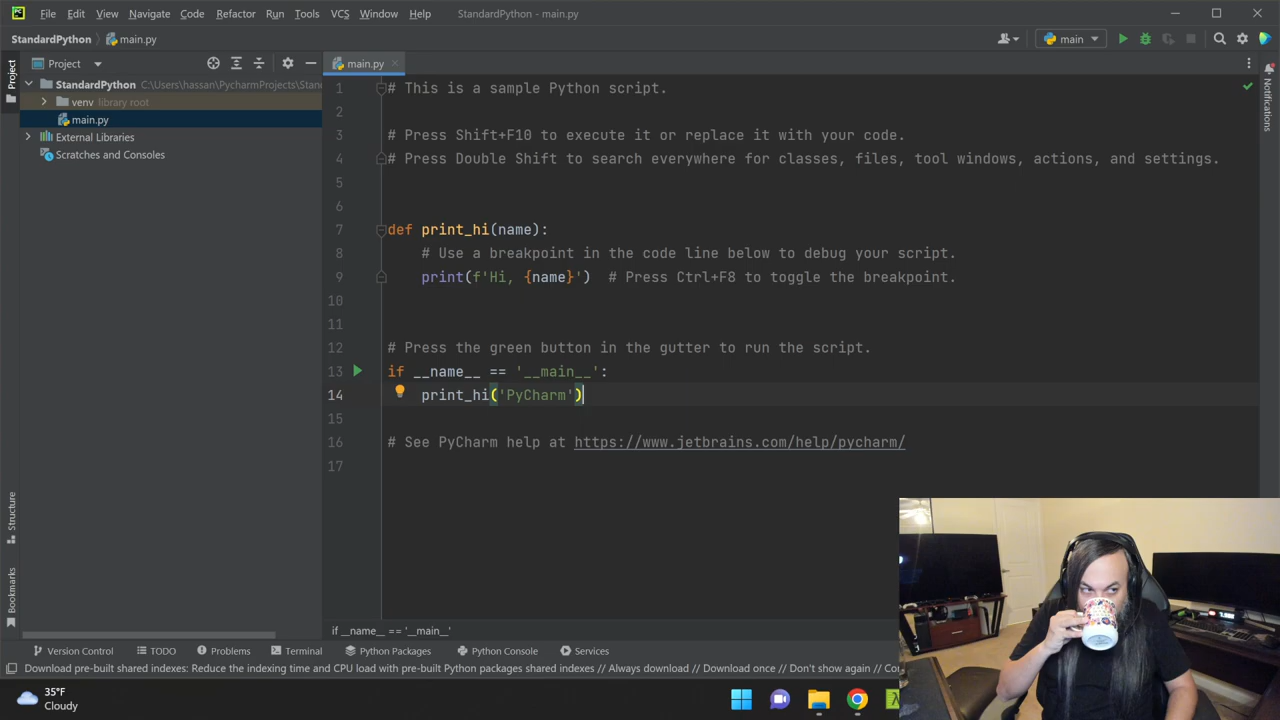 File Edit View Navigate Code Refactor Run Tools VCS Window Help StandardPython - main.py
StandardPython main.py main
Project main.py
Project
StandardPython C:\Users\hassan\PycharmProjects\Stand
venv library root
main.py
External Libraries
Scratches and Consoles
Structure
Bookmarks
Notifications
1 # This is a sample Python script.
2
3 # Press Shift+F10 to execute it or replace it with your code.
4 # Press Double Shift to search everywhere for classes, files, tool windows, actions, and settings.
5
6
7 def print_hi(name):
8 # Use a breakpoint in the code line below to debug your script.
9 print(f'Hi, {name}') # Press Ctrl+F8 to toggle the breakpoint.
10
11
12 # Press the green button in the gutter to run the script.
13 if __name__ == '__main__':
14 print_hi('PyCharm')
15
16 # See PyCharm help at https://www.jetbrains.com/help/pycharm/
17
if __name__ == '__main__'
Version Control TODO Problems Terminal Python Packages Python Console Services
Download pre-built shared indexes: Reduce the indexing time and CPU load with pre-built Python packages shared indexes // Always download // Download once // Don't show again // Co
35°F
Cloudy